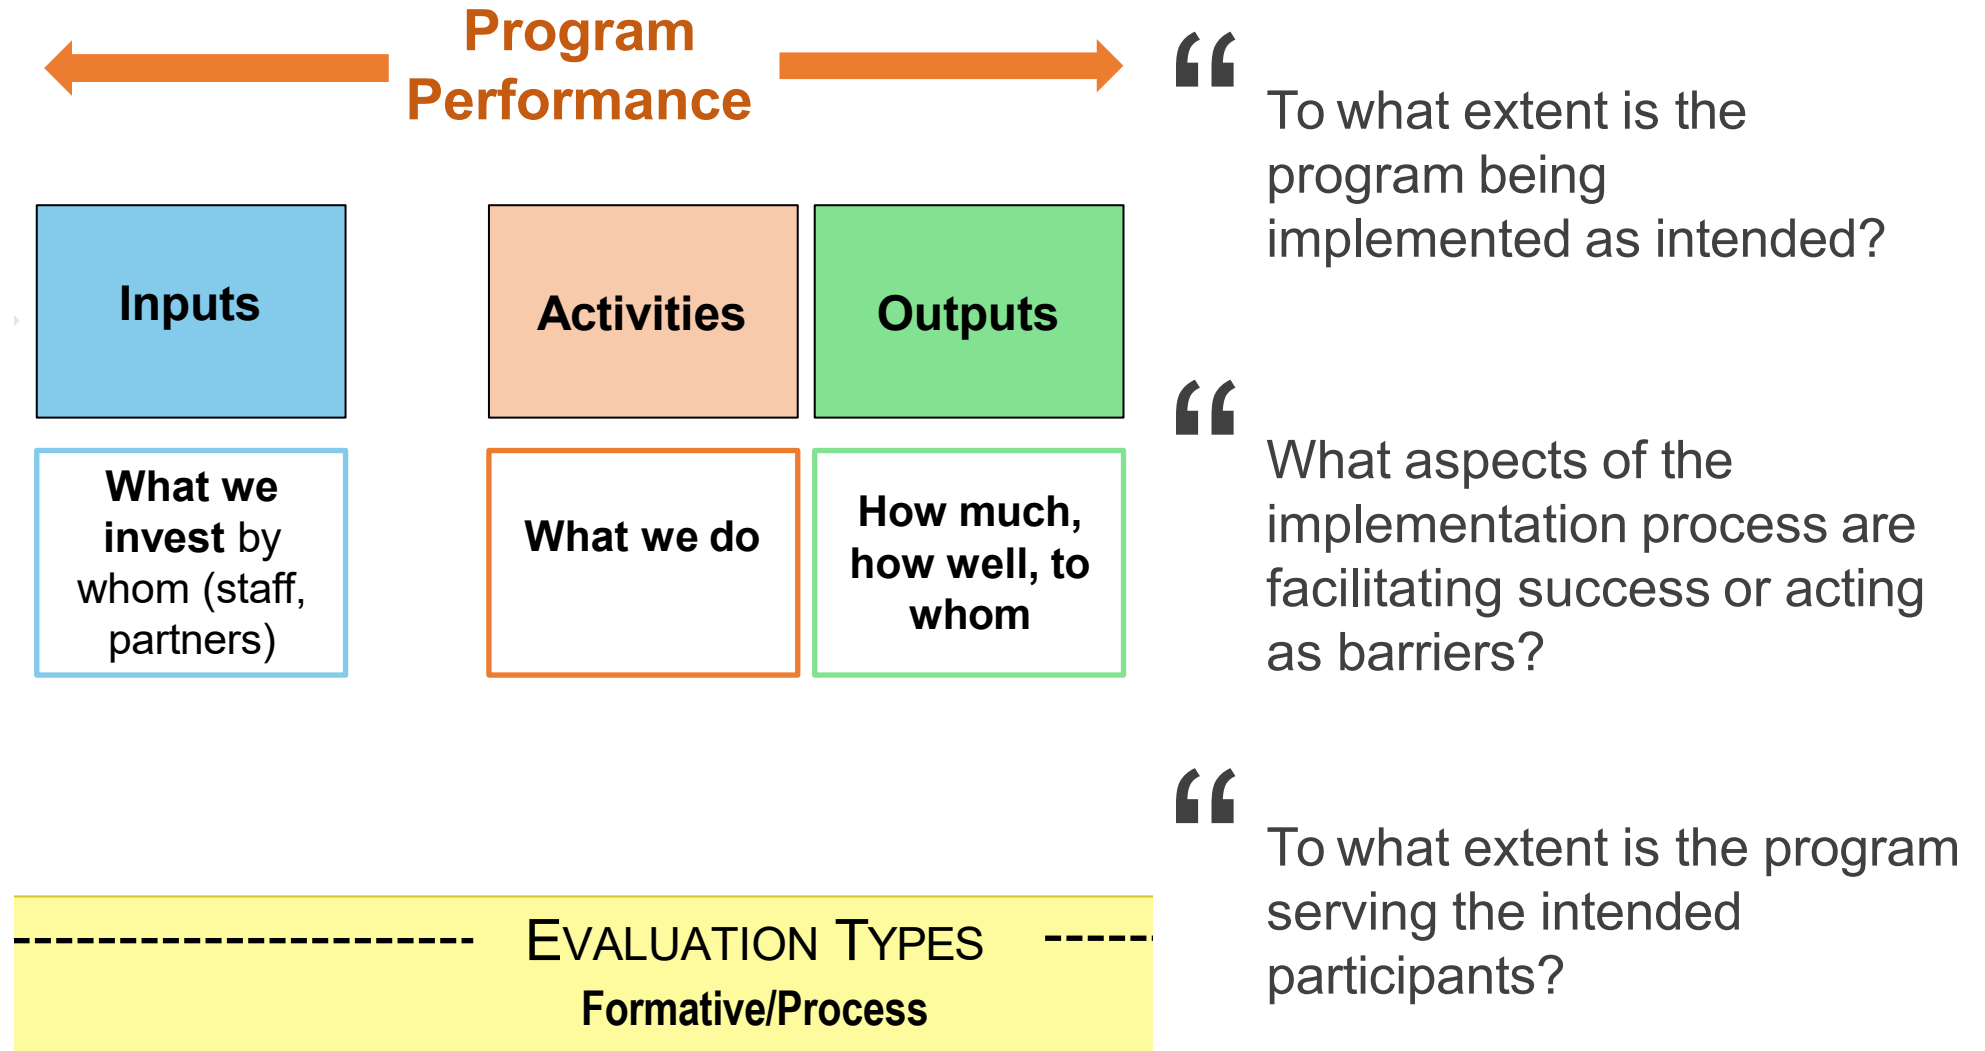 Program
Performance
Inputs
Activities
Outputs
What we
invest by
whom (staff,
partners)
What we do
How much,
how well, to
whom
EVALUATION TYPES
Formative/Process
“
To what extent is the
program being
implemented as intended?
“
What aspects of the
implementation process are
facilitating success or acting
as barriers?
“
To what extent is the program
serving the intended
participants?